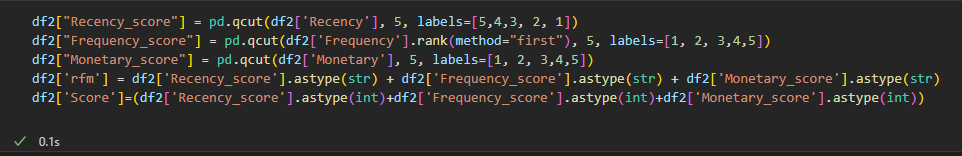 df2["Recency_score"] = pd.qcut(df2['Recency'], 5, labels=[5,4,3, 2, 1])
df2["Frequency_score"] = pd.qcut(df2['Frequency'].rank(method="first"), 5, labels=[1, 2, 3,4,5])
df2["Monetary_score"] = pd.qcut(df2['Monetary'], 5, labels=[1, 2, 3,4,5])
df2['rfm'] = df2['Recency_score'].astype(str) + df2['Frequency_score'].astype(str) + df2['Monetary_score'].astype(str)
df2['Score']=(df2['Recency_score'].astype(int)+df2['Frequency_score'].astype(int)+df2['Monetary_score'].astype(int))
✓ 0.1s